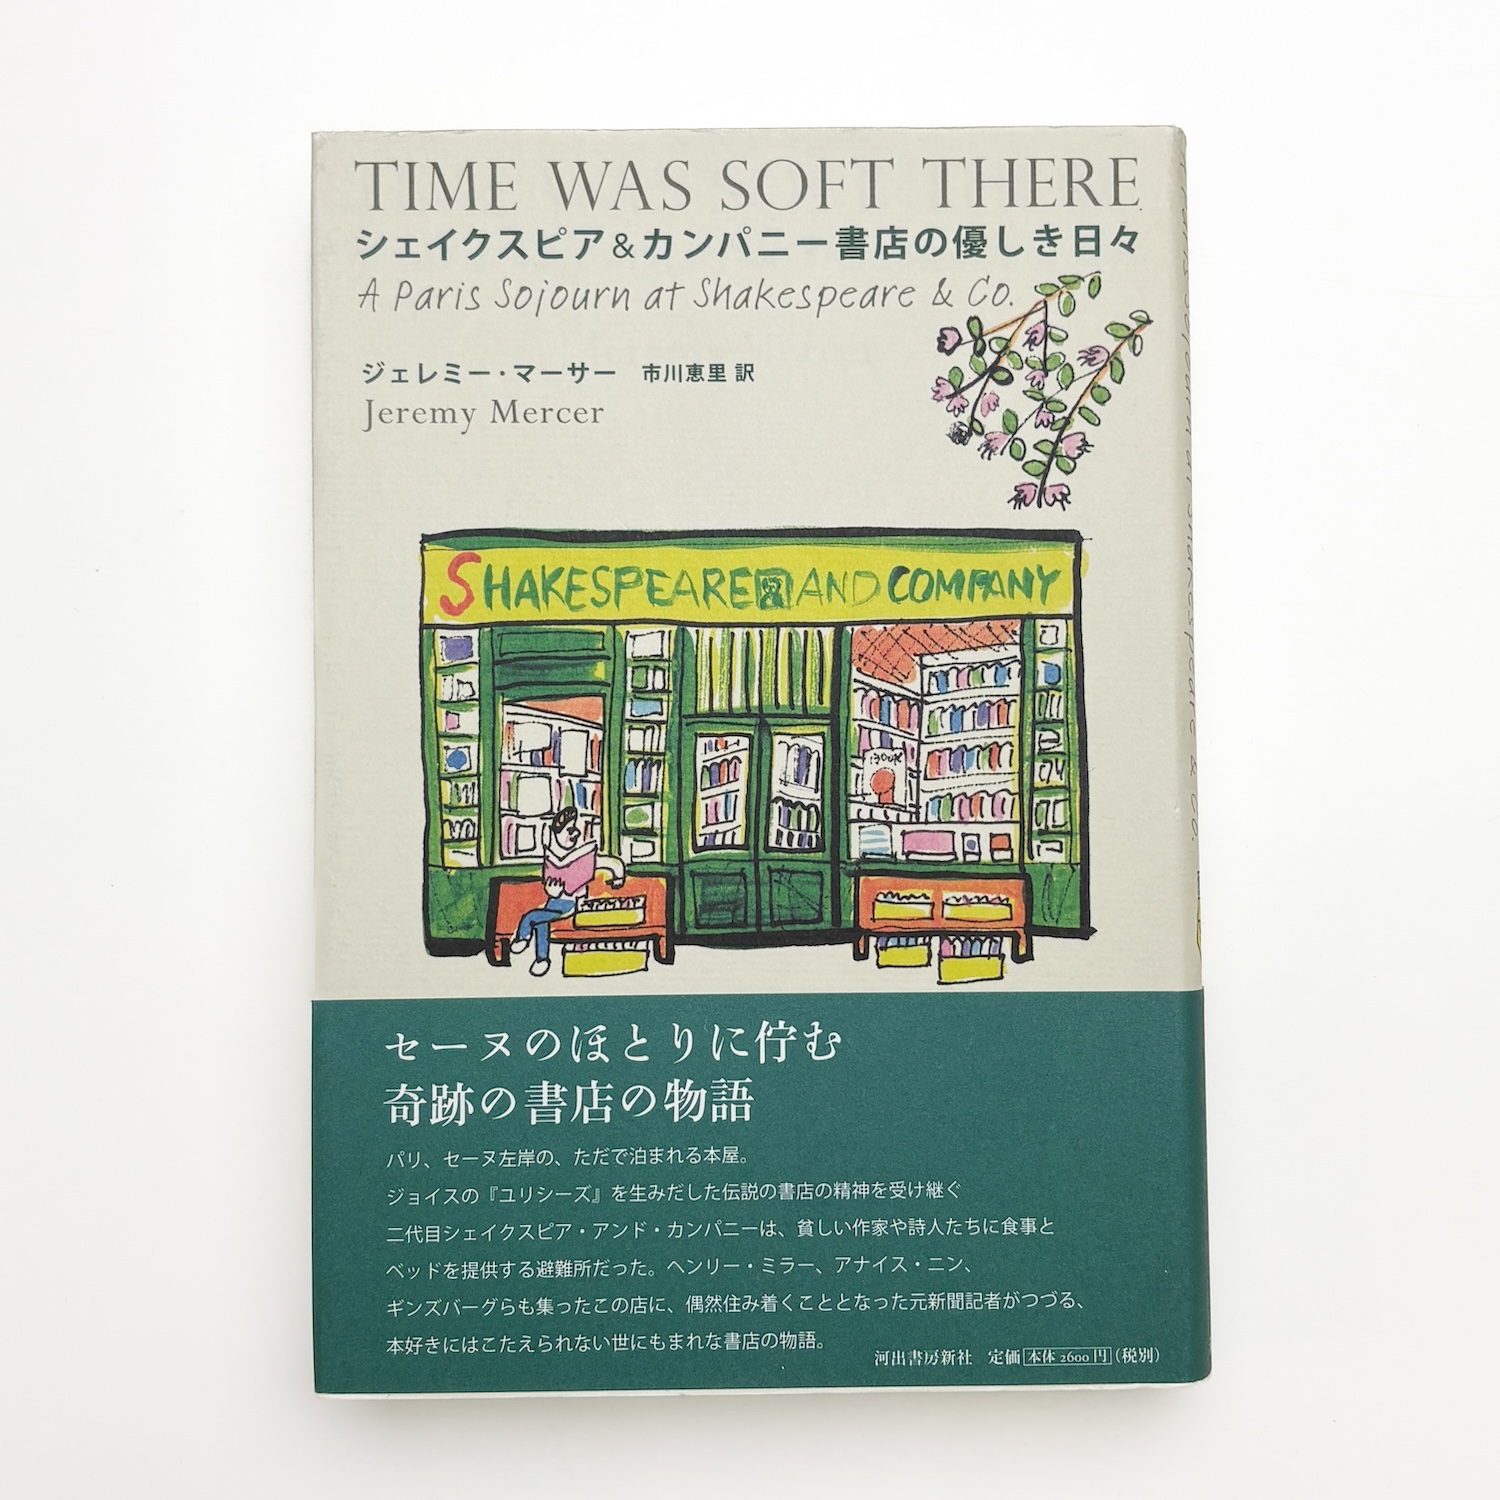 TIME WAS SOFT THERE
シェイクスピア&カンパニー書店の優しき日々
A Paris Sojourn at Shakespeare & Co.
ジェレミー・マーサー 市川恵里 訳
Jeremy Mercer
SHAKESPEARE AND COMPANY
セーヌのほとりに佇む
奇跡の書店の物語
パリ、セーヌ左岸の、ただで泊まれる本屋。
ジョイスの『ユリシーズ』を生みだした伝説の書店の精神を受け継ぐ
二代目シェイクスピア・アンド・カンパニーは、貧しい作家や詩人たちに食事と
ベッドを提供する避難所だった。ヘンリー・ミラー、アナイス・ニン、
ギンズバーグらも集ったこの店に、偶然住み着くこととなった元新聞記者がつづる、
本好きにはこたえられない世にもまれな書店の物語。
河出書房新社 定価 本体 2600 円 (税別)
A Paris Sojourn at Shakespeare & Co.